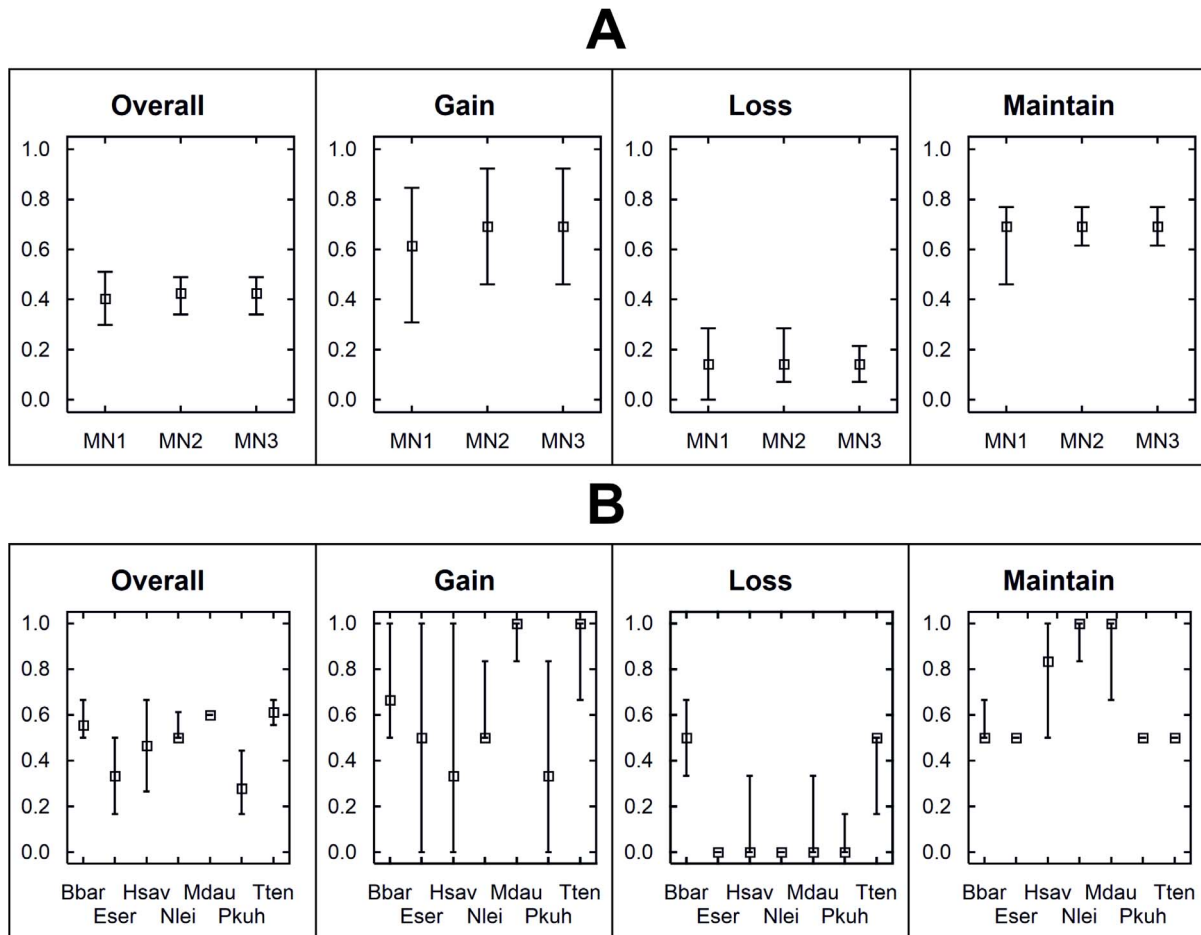 A
Overall Gain Loss Maintain
1.0 1.0 1.0 1.0
0.8 0.8 0.8 0.8
0.6 0.6 0.6 0.6
0.4 0.4 0.4 0.4
0.2 0.2 0.2 0.2
0.0 0.0 0.0 0.0
MN1 MN2 MN3 MN1 MN2 MN3 MN1 MN2 MN3 MN1 MN2 MN3
B
Overall Gain Loss Maintain
1.0 1.0 1.0 1.0
0.8 0.8 0.8 0.8
0.6 0.6 0.6 0.6
0.4 0.4 0.4 0.4
0.2 0.2 0.2 0.2
0.0 0.0 0.0 0.0
Bbar Hsav Mdau Tten Bbar Hsav Mdau Tten Bbar Hsav Mdau Tten Bbar Hsav Mdau Tten
Eser Nlei Pkuh Eser Nlei Pkuh Eser Nlei Pkuh Eser Nlei Pkuh